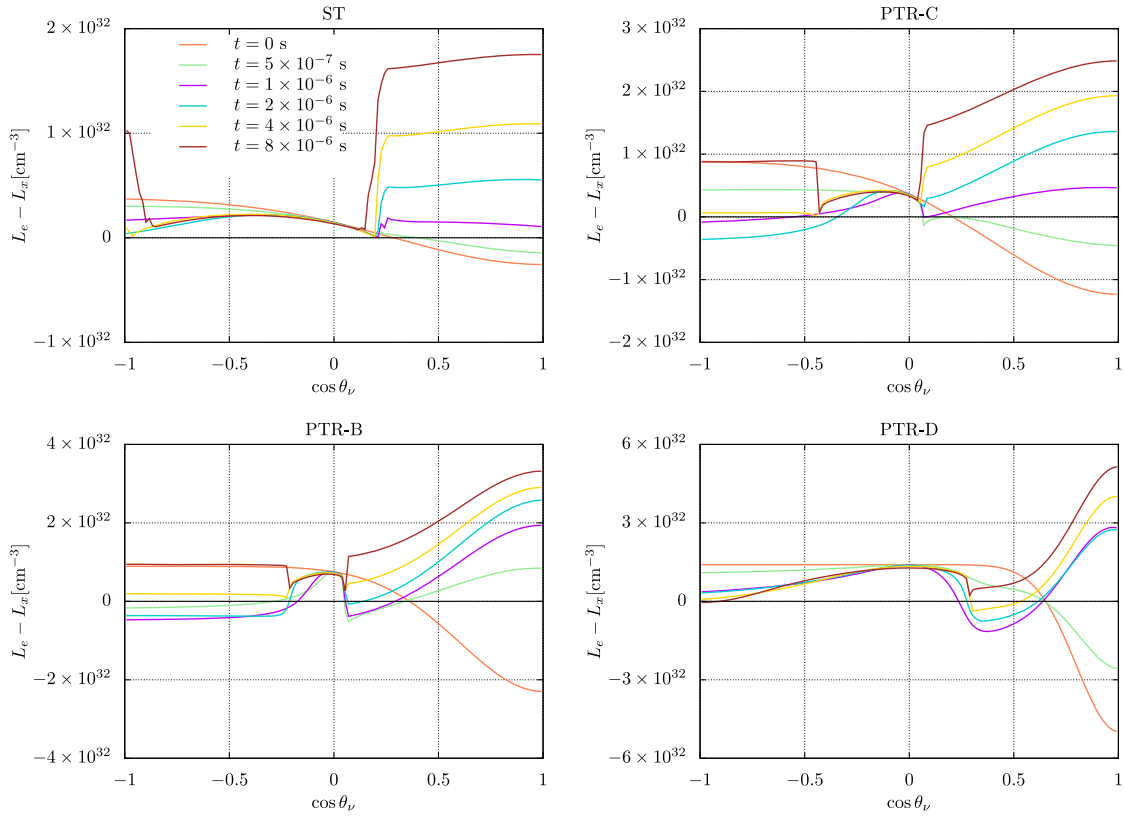 ST
2 × 10^32
1 × 10^32
0
−1 × 10^32
L_e − L_x[cm^−3]
t = 0 s
t = 5 × 10^−7 s
t = 1 × 10^−6 s
t = 2 × 10^−6 s
t = 4 × 10^−6 s
t = 8 × 10^−6 s
−1 −0.5 0 0.5 1
cos θ_ν
PTR-C
3 × 10^32
2 × 10^32
1 × 10^32
0
−1 × 10^32
−2 × 10^32
L_e − L_x[cm^−3]
−1 −0.5 0 0.5 1
cos θ_ν
PTR-B
4 × 10^32
2 × 10^32
0
−2 × 10^32
−4 × 10^32
L_e − L_x[cm^−3]
−1 −0.5 0 0.5 1
cos θ_ν
PTR-D
6 × 10^32
3 × 10^32
0
−3 × 10^32
−6 × 10^32
L_e − L_x[cm^−3]
−1 −0.5 0 0.5 1
cos θ_ν